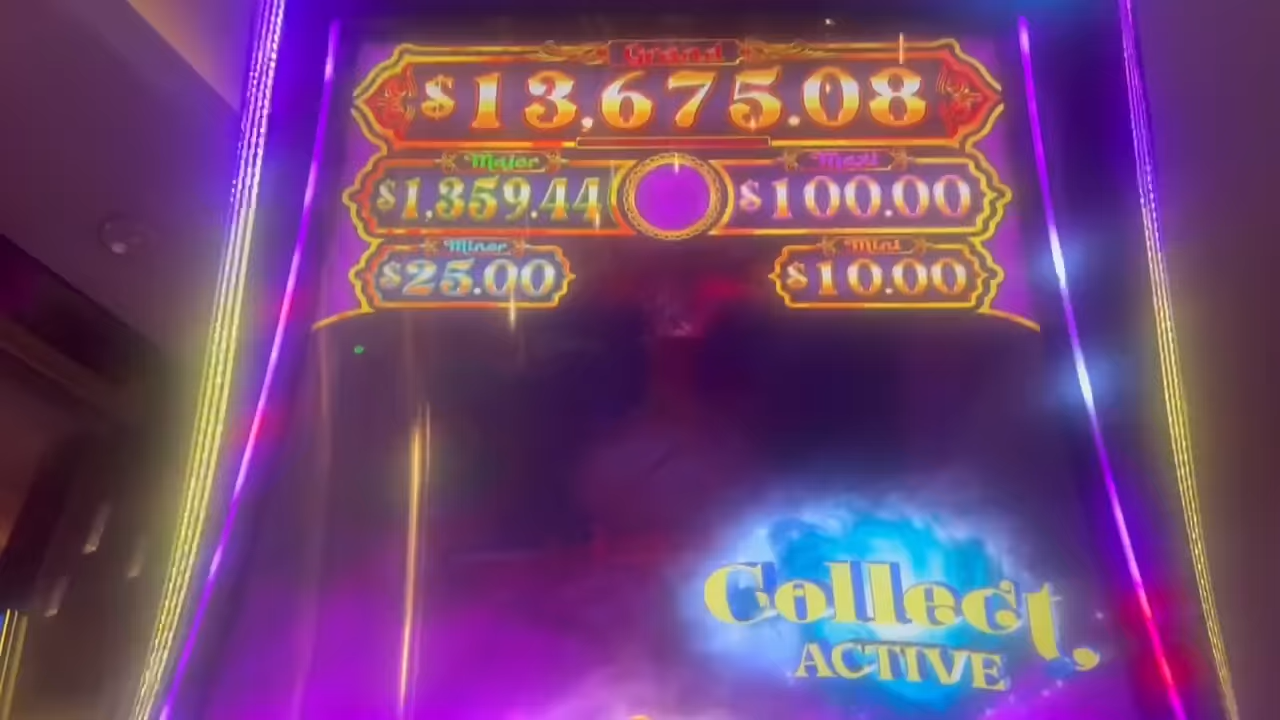 Grand
$13,675.08
Major
$1,359.44
Maxi
$100.00
Minor
$25.00
Mini
$10.00
Collect
ACTIVE